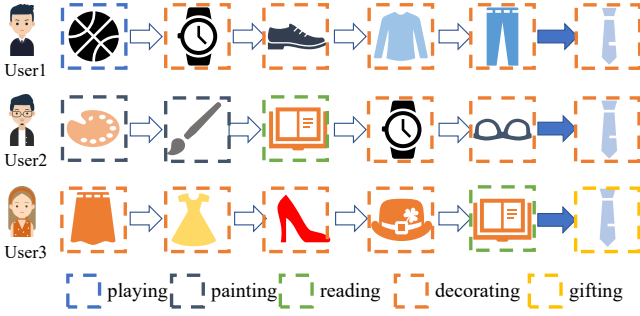 User1
User2
User3
playing painting reading decorating gifting